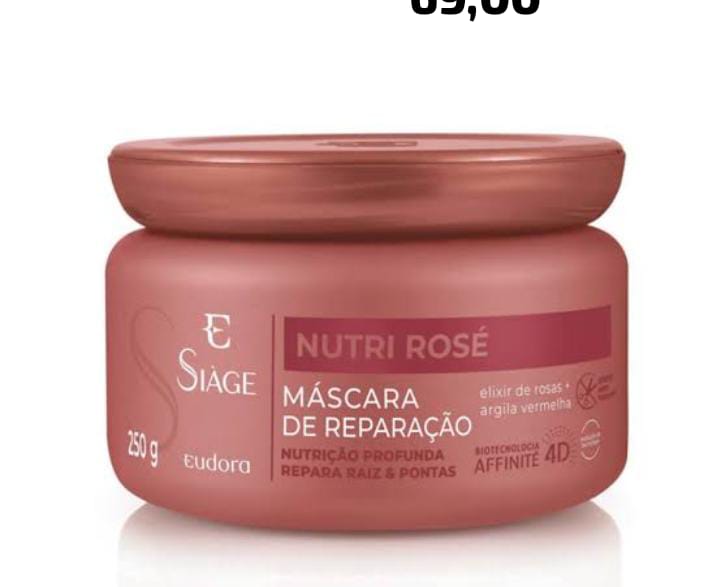 NUTRI ROSÉ
SIÀGE
MÁSCARA
DE REPARAÇÃO
elixir de rosas +
argila vermelha
NUTRIÇÃO PROFUNDA
REPARA RAIZ & PONTAS
BIOTECNOLOGIA
AFFINITÉ 4D
250 g
eudora